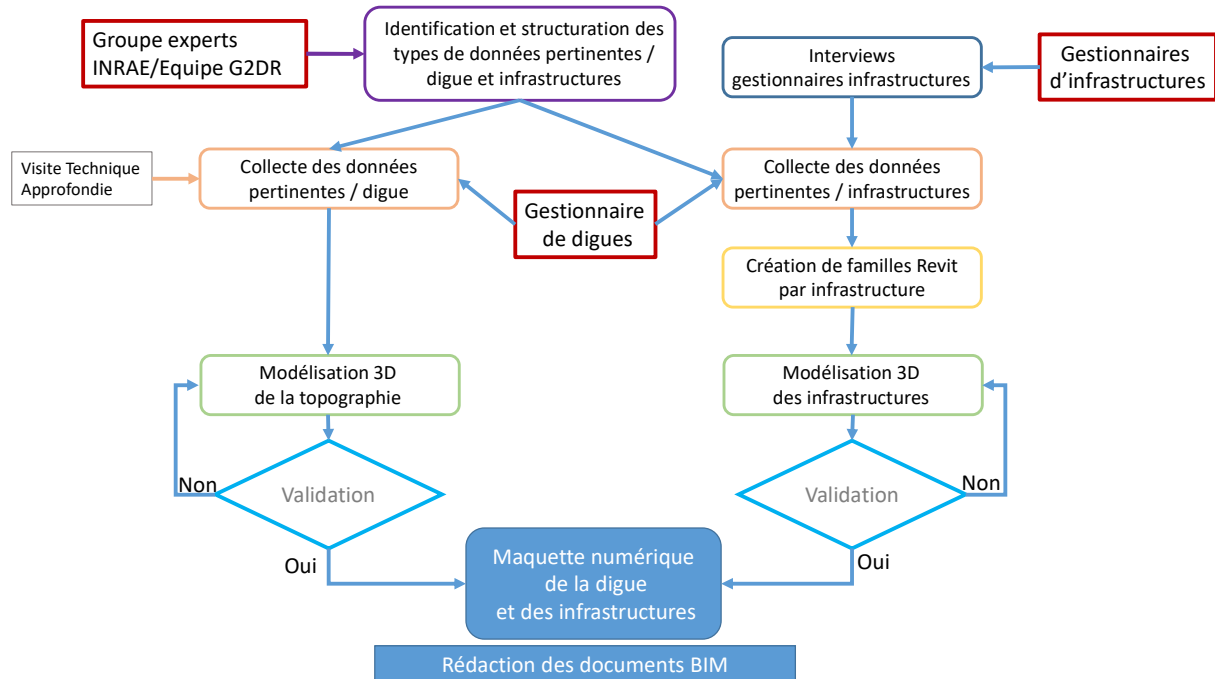 Groupe experts
INRAE/Equipe G2DR
Identification et structuration des
types de données pertinentes /
digue et infrastructures
Interviews
gestionnaires infrastructures
Gestionnaires
d'infrastructures
Visite Technique
Approfondie
Collecte des données
pertinentes / digue
Gestionnaire
de digues
Collecte des données
pertinentes / infrastructures
Création de familles Revit
par infrastructure
Modélisation 3D
de la topographie
Modélisation 3D
des infrastructures
Non
Validation
Validation
Non
Oui
Maquette numérique
de la digue
et des infrastructures
Oui
Rédaction des documents BIM